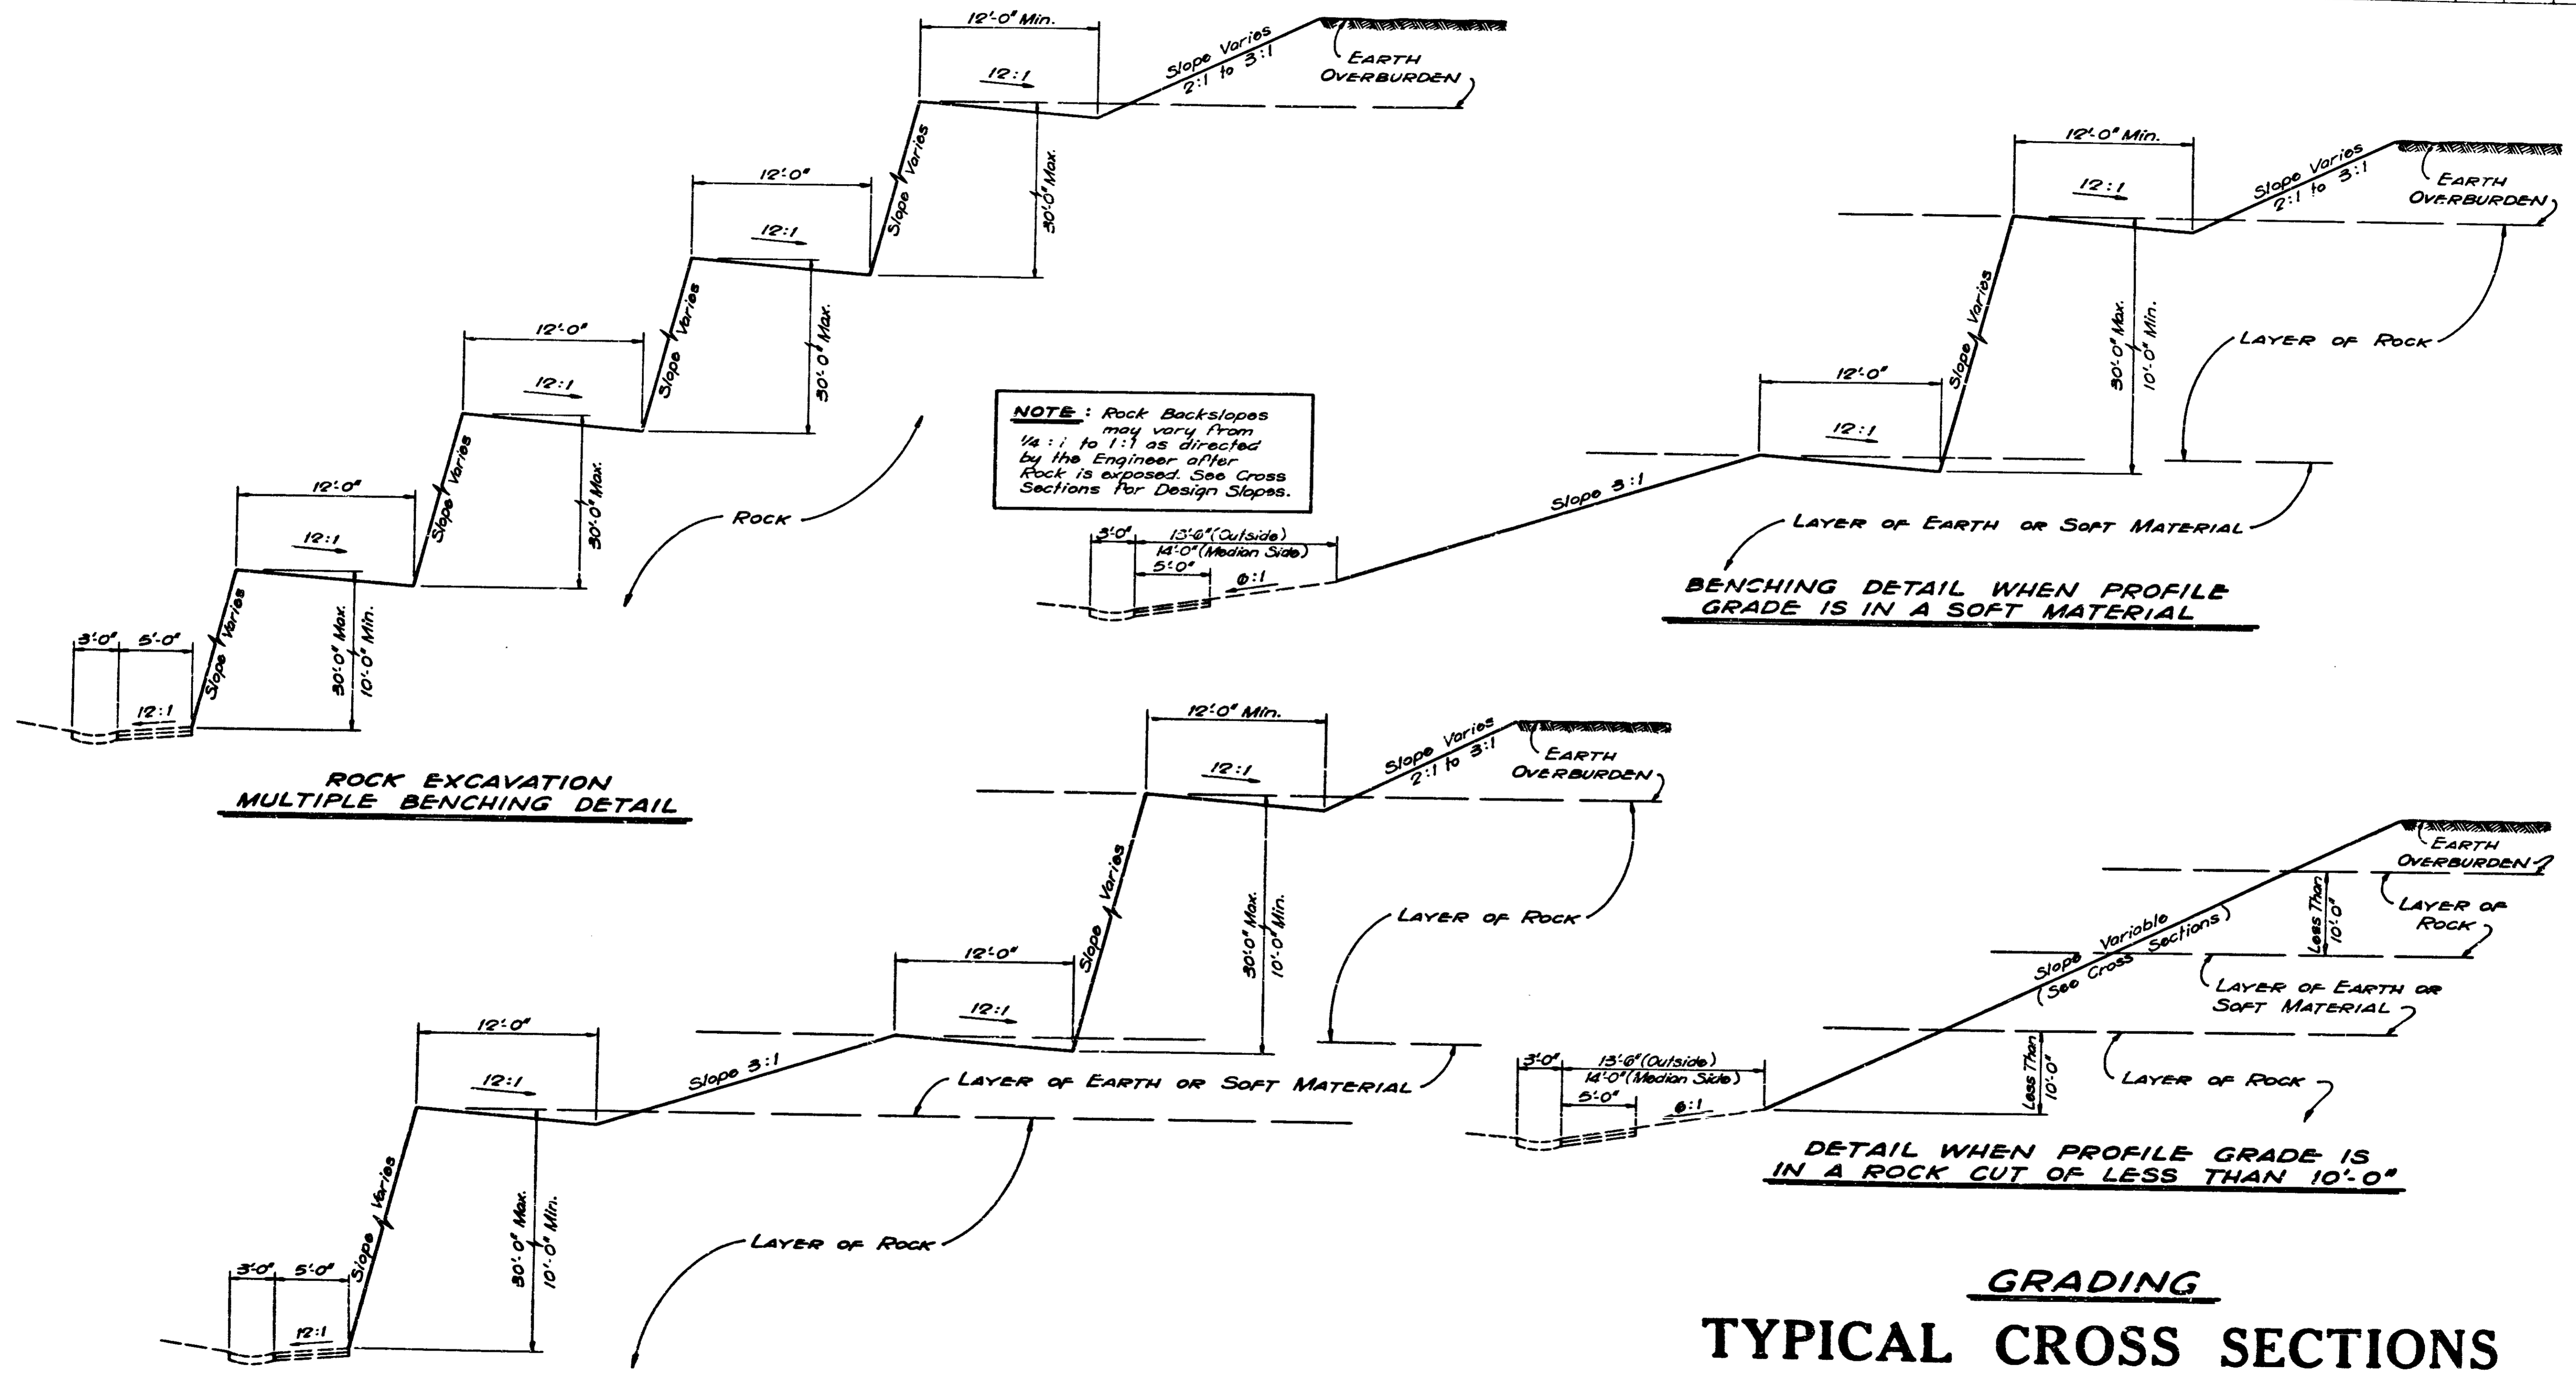 12'-0" Min.
12:1
Slope Varies
2:1 to 3:1
EARTH
OVERBURDEN
Slope Varies
30'-0" Max.
12'-0"
12:1
Slope Varies
30'-0" Max.
12'-0"
12:1
Slope Varies
30'-0" Max.
12'-0"
12:1
Slope Varies
30'-0" Max.
10'-0" Min.
3'-0"
5'-0"
12:1
ROCK
ROCK EXCAVATION
MULTIPLE BENCHING DETAIL
NOTE : Rock Backslopes
may vary from
1/4 : 1 to 1:1 as directed
by the Engineer after
Rock is exposed. See Cross
Sections for Design Slopes.
12'-0" Min.
12:1
Slope Varies
2:1 to 3:1
EARTH
OVERBURDEN
Slope Varies
30'-0" Max.
10'-0" Min.
LAYER OF ROCK
12'-0"
12:1
Slope 3:1
LAYER OF EARTH OR SOFT MATERIAL
3'-0"
13'-6" (Outside)
14'-0" (Median Side)
5'-0"
6:1
BENCHING DETAIL WHEN PROFILE
GRADE IS IN A SOFT MATERIAL
12'-0" Min.
12:1
Slope Varies
2:1 to 3:1
EARTH
OVERBURDEN
Slope Varies
30'-0" Max.
10'-0" Min.
LAYER OF ROCK
12'-0"
12:1
Slope 3:1
LAYER OF EARTH OR SOFT MATERIAL
12'-0"
12:1
Slope Varies
30'-0" Max.
10'-0" Min.
LAYER OF ROCK
3'-0"
5'-0"
12:1
EARTH
OVERBURDEN
Less Than
10'-0"
LAYER OF
ROCK
Slope Variable
(See Cross Sections)
LAYER OF EARTH OR
SOFT MATERIAL
Less Than
10'-0"
LAYER OF ROCK
3'-0"
13'-6" (Outside)
14'-0" (Median Side)
5'-0"
6:1
DETAIL WHEN PROFILE GRADE IS
IN A ROCK CUT OF LESS THAN 10'-0"
GRADING
TYPICAL CROSS SECTIONS